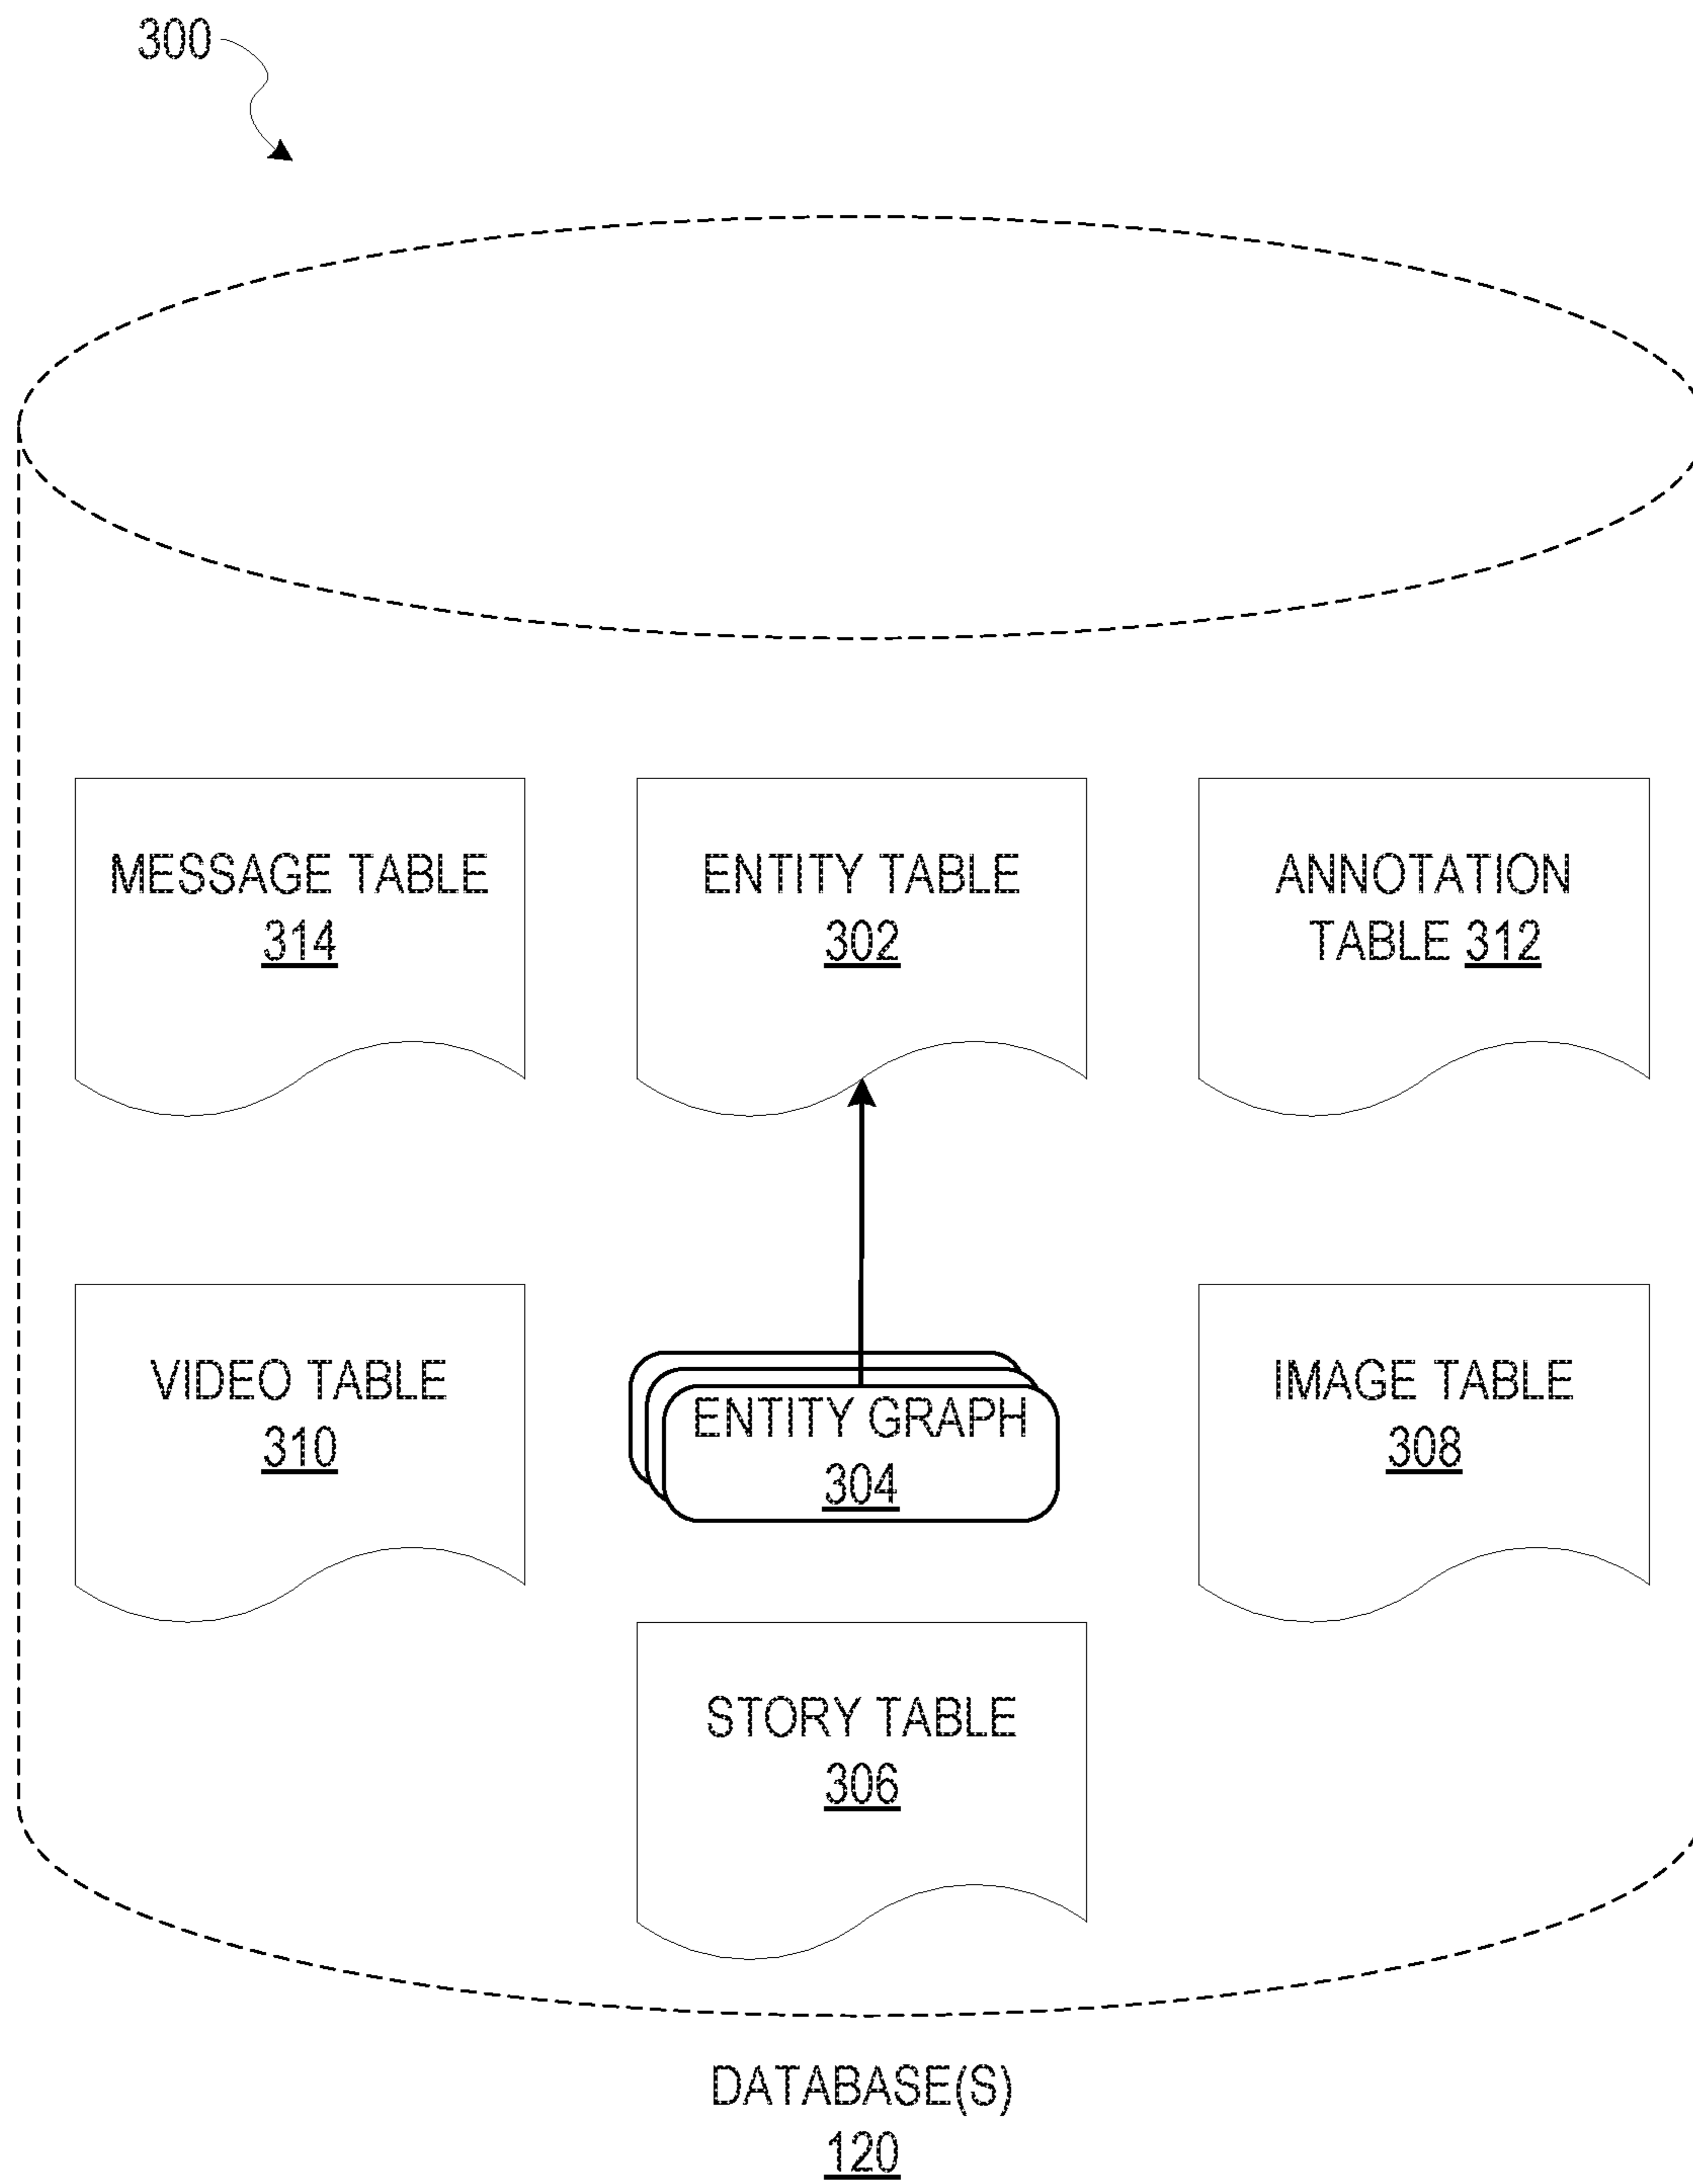 300
MESSAGE TABLE
314
ENTITY TABLE
302
ANNOTATION
TABLE 312
VIDEO TABLE
310
ENTITY GRAPH
304
IMAGE TABLE
308
STORY TABLE
306
DATABASE(S)
120